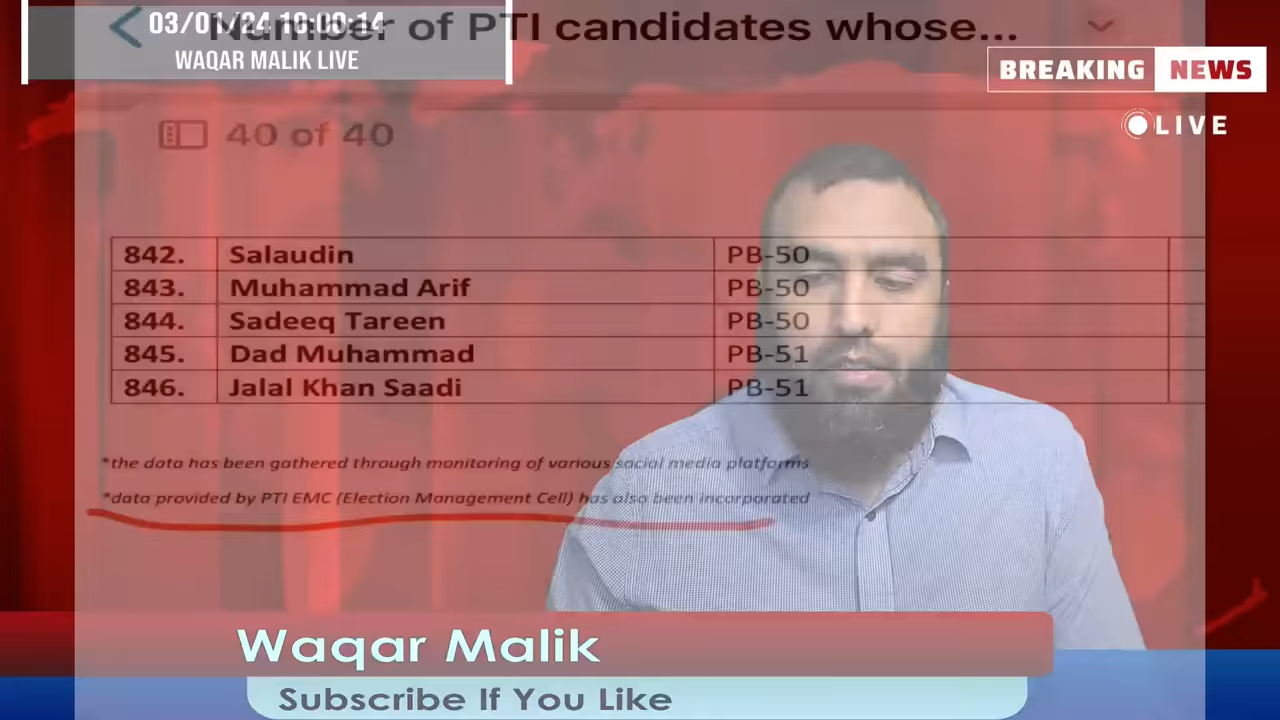 03/01/24 18:00:14
Number of PTI candidates whose...
WAQAR MALIK LIVE
BREAKING NEWS
LIVE
40 of 40
842. Salaudin PB-50
843. Muhammad Arif PB-50
844. Sadeeq Tareen PB-50
845. Dad Muhammad PB-51
846. Jalal Khan Saadi PB-51
*the data has been gathered through monitoring of various social media platforms
*data provided by PTI EMC (Election Management Cell) has also been incorporated
Waqar Malik
Subscribe If You Like